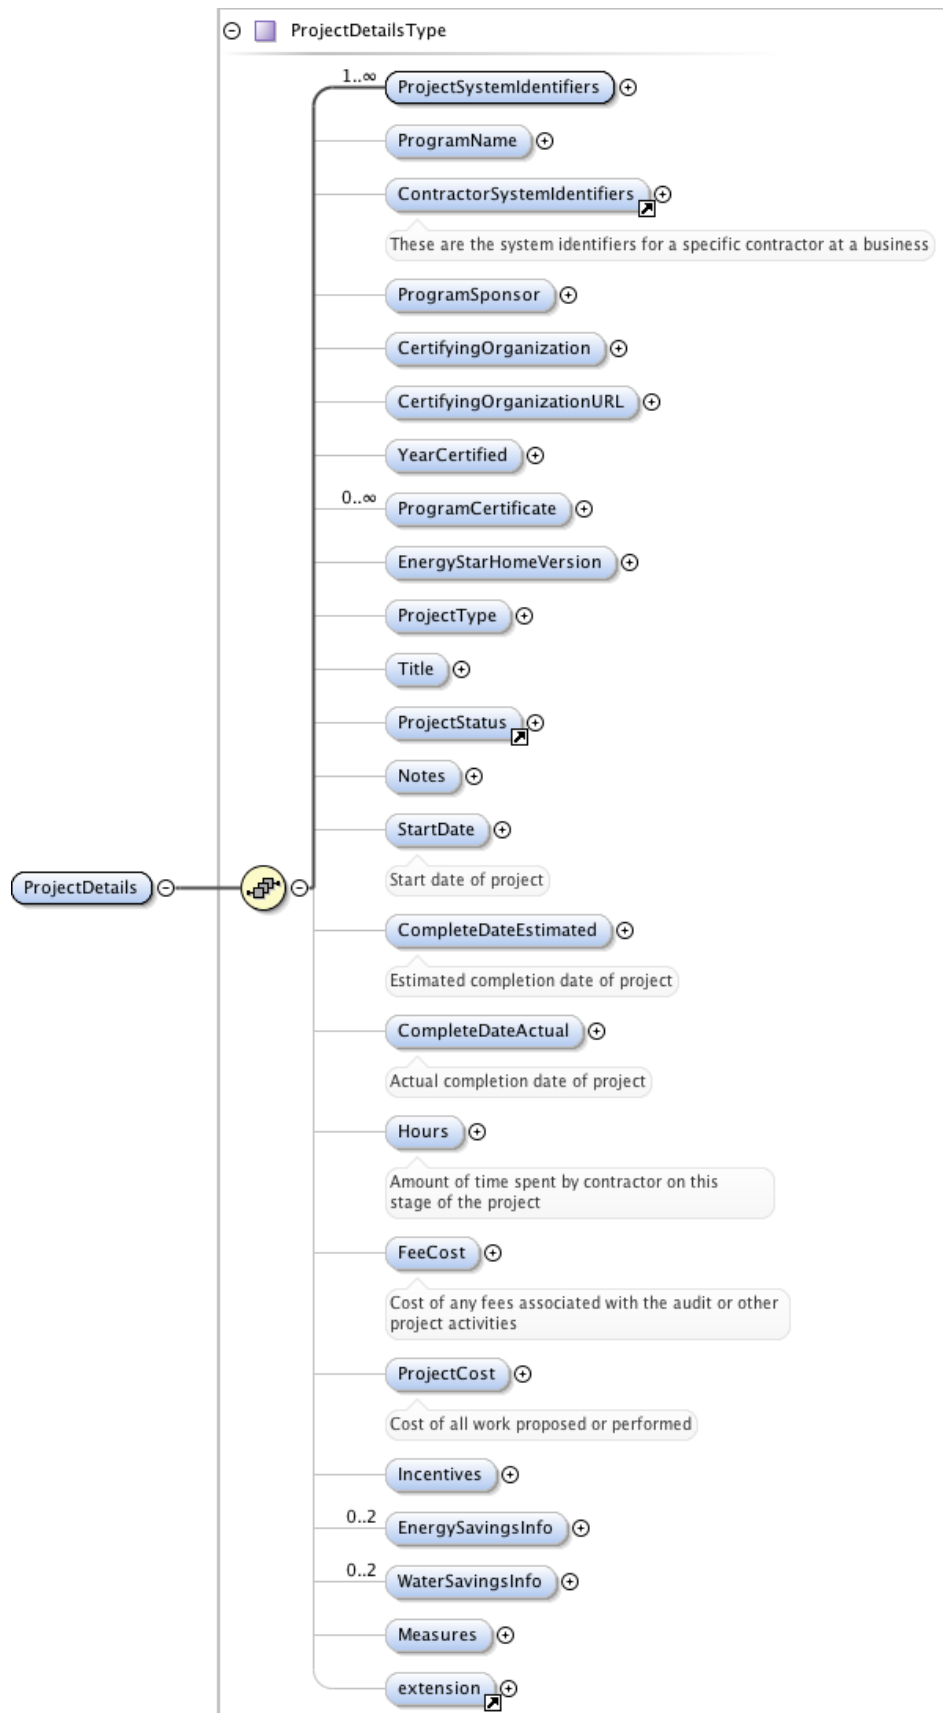 ProjectDetailsType
1..∞
ProjectSystemIdentifiers
ProgramName
ContractorSystemIdentifiers
These are the system identifiers for a specific contractor at a business
ProgramSponsor
CertifyingOrganization
CertifyingOrganizationURL
YearCertified
0..∞
ProgramCertificate
EnergyStarHomeVersion
ProjectType
Title
ProjectStatus
Notes
StartDate
Start date of project
ProjectDetails
CompleteDateEstimated
Estimated completion date of project
CompleteDateActual
Actual completion date of project
Hours
Amount of time spent by contractor on this
stage of the project
FeeCost
Cost of any fees associated with the audit or other
project activities
ProjectCost
Cost of all work proposed or performed
Incentives
0..2
EnergySavingsInfo
0..2
WaterSavingsInfo
Measures
extension